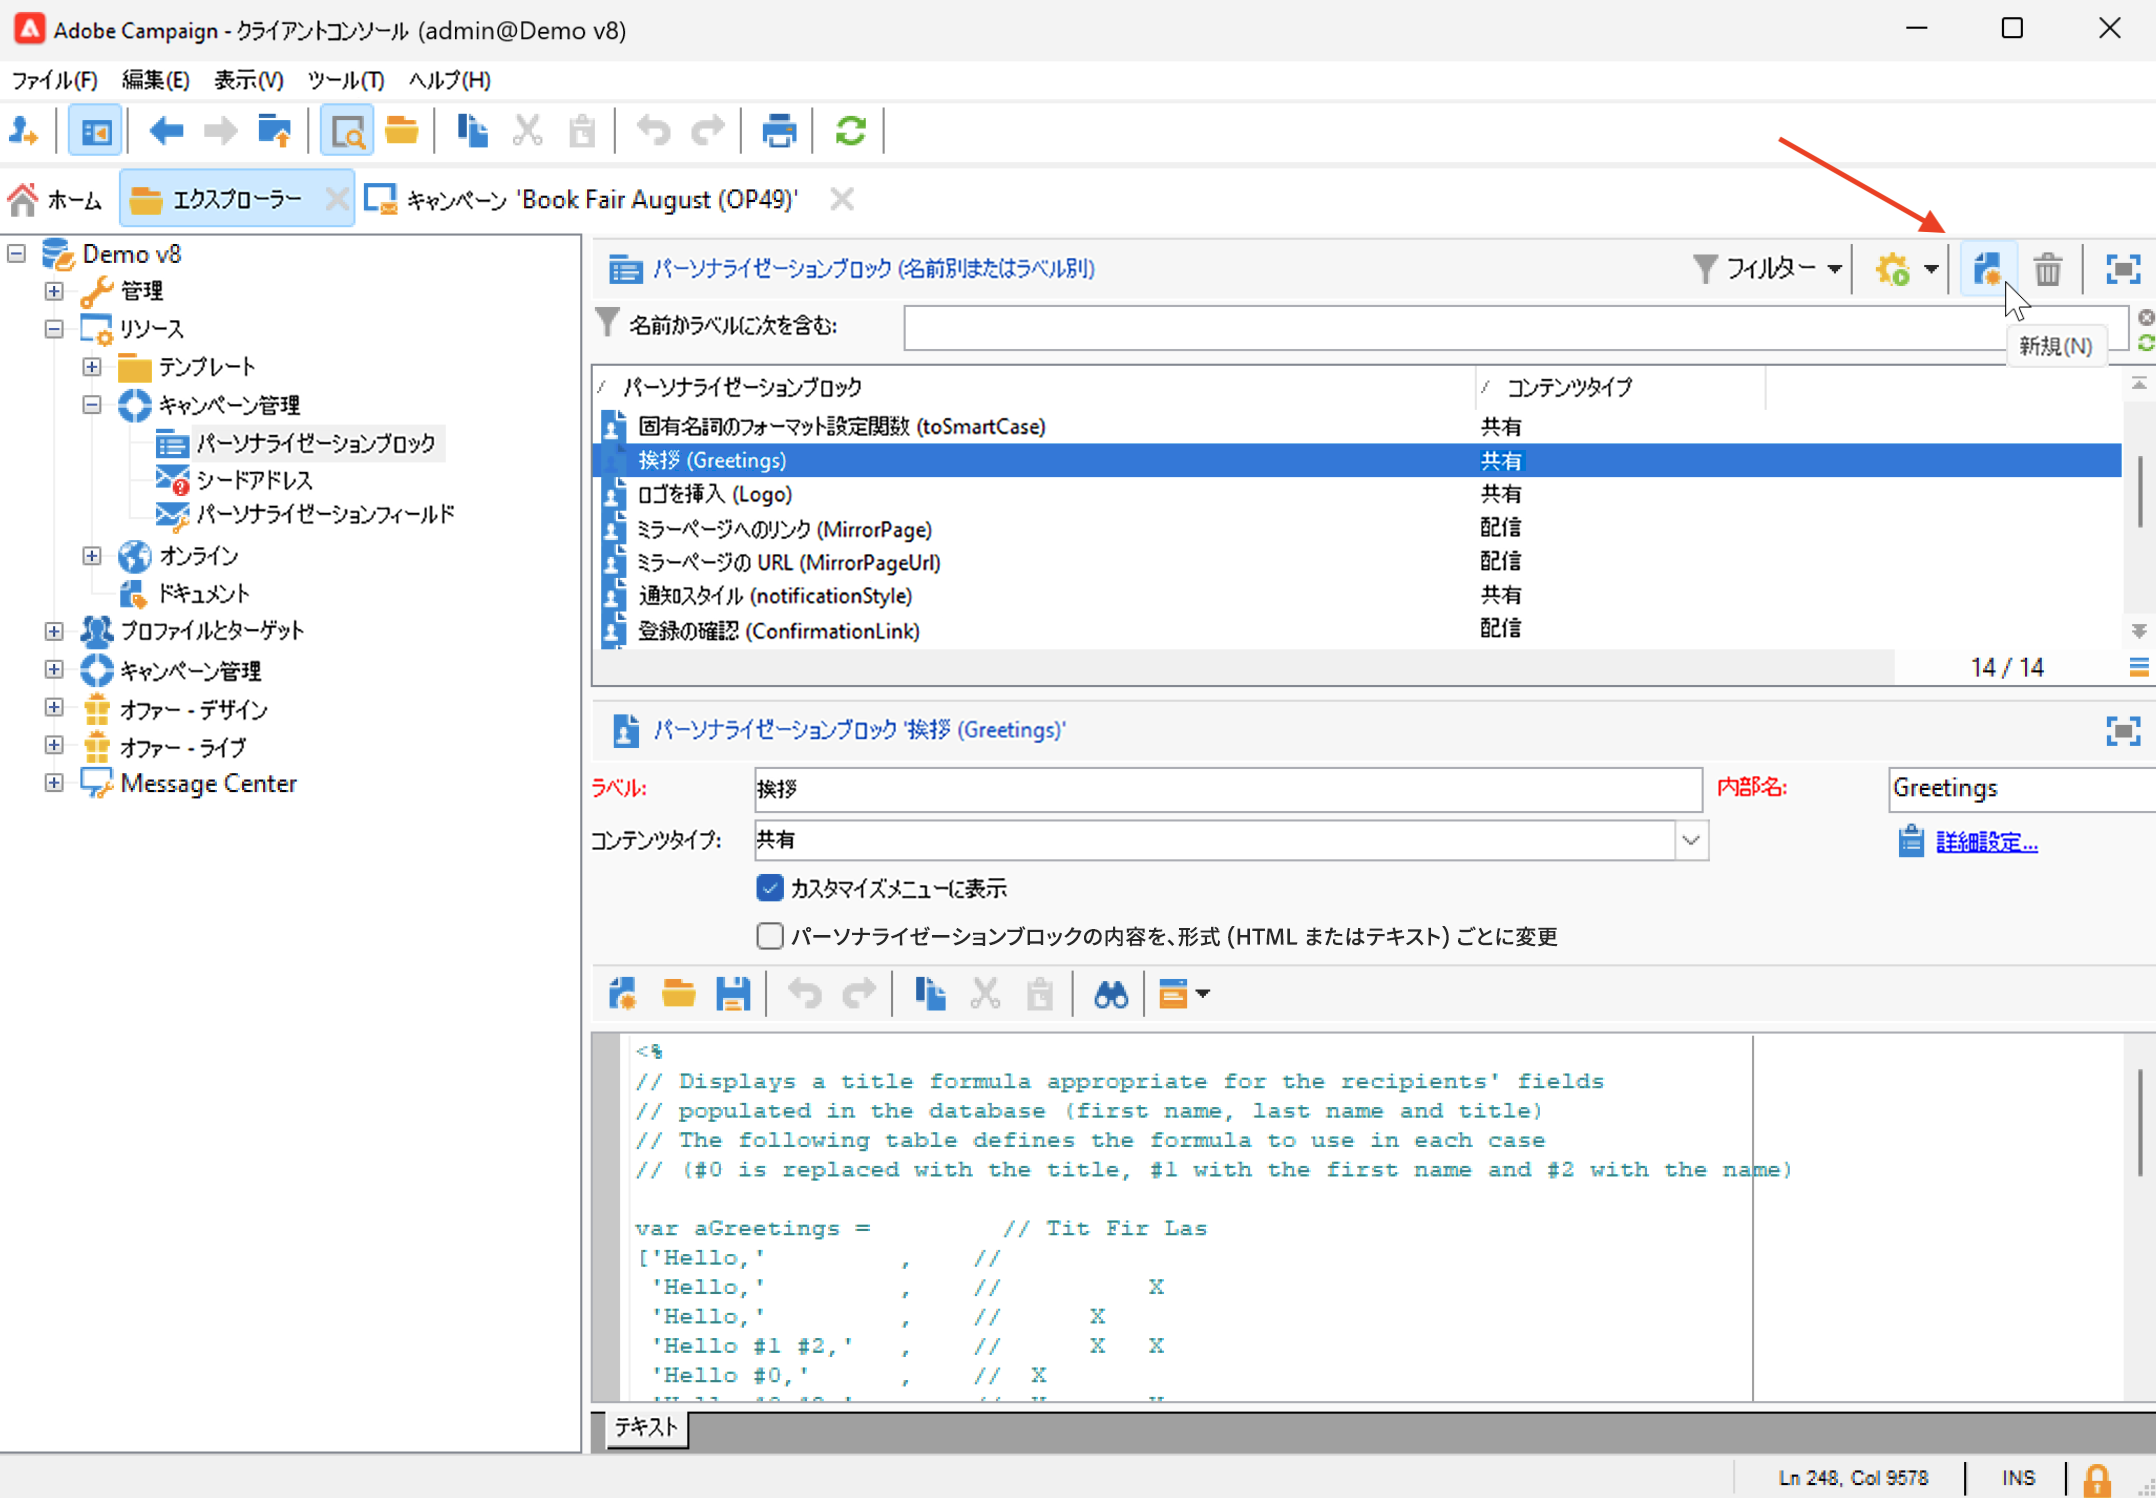 Adobe Campaign - クライアントコンソール (admin@Demo v8)
ファイル(F) 編集(E) 表示(V) ツール(T) ヘルプ(H)
ホーム エクスプローラー キャンペーン 'Book Fair August (OP49)'
Demo v8
管理
リソース
テンプレート
キャンペーン管理
パーソナライゼーションブロック
シードアドレス
パーソナライゼーションフィールド
オンライン
ドキュメント
プロファイルとターゲット
キャンペーン管理
オファー - デザイン
オファー - ライブ
Message Center
パーソナライゼーションブロック (名前別またはラベル別)
フィルター
名前かラベルに次を含む:
新規(N)
パーソナライゼーションブロック コンテンツタイプ
固有名詞のフォーマット設定関数 (toSmartCase) 共有
挨拶 (Greetings) 共有
ロゴを挿入 (Logo) 共有
ミラーページへのリンク (MirrorPage) 配信
ミラーページの URL (MirrorPageUrl) 配信
通知スタイル (notificationStyle) 共有
登録の確認 (ConfirmationLink) 配信
14 / 14
パーソナライゼーションブロック '挨拶 (Greetings)'
ラベル: 挨拶 内部名: Greetings
コンテンツタイプ: 共有 詳細設定...
カスタマイズメニューに表示
パーソナライゼーションブロックの内容を、形式 (HTML またはテキスト) ごとに変更
<%
// Displays a title formula appropriate for the recipients' fields
// populated in the database (first name, last name and title)
// The following table defines the formula to use in each case
// (#0 is replaced with the title, #1 with the first name and #2 with the name)
var aGreetings = // Tit Fir Las
['Hello,' , //
'Hello,' , // X
'Hello,' , // X
'Hello #1 #2,' , // X X
'Hello #0,' , // X
テキスト
Ln 248, Col 9578 INS